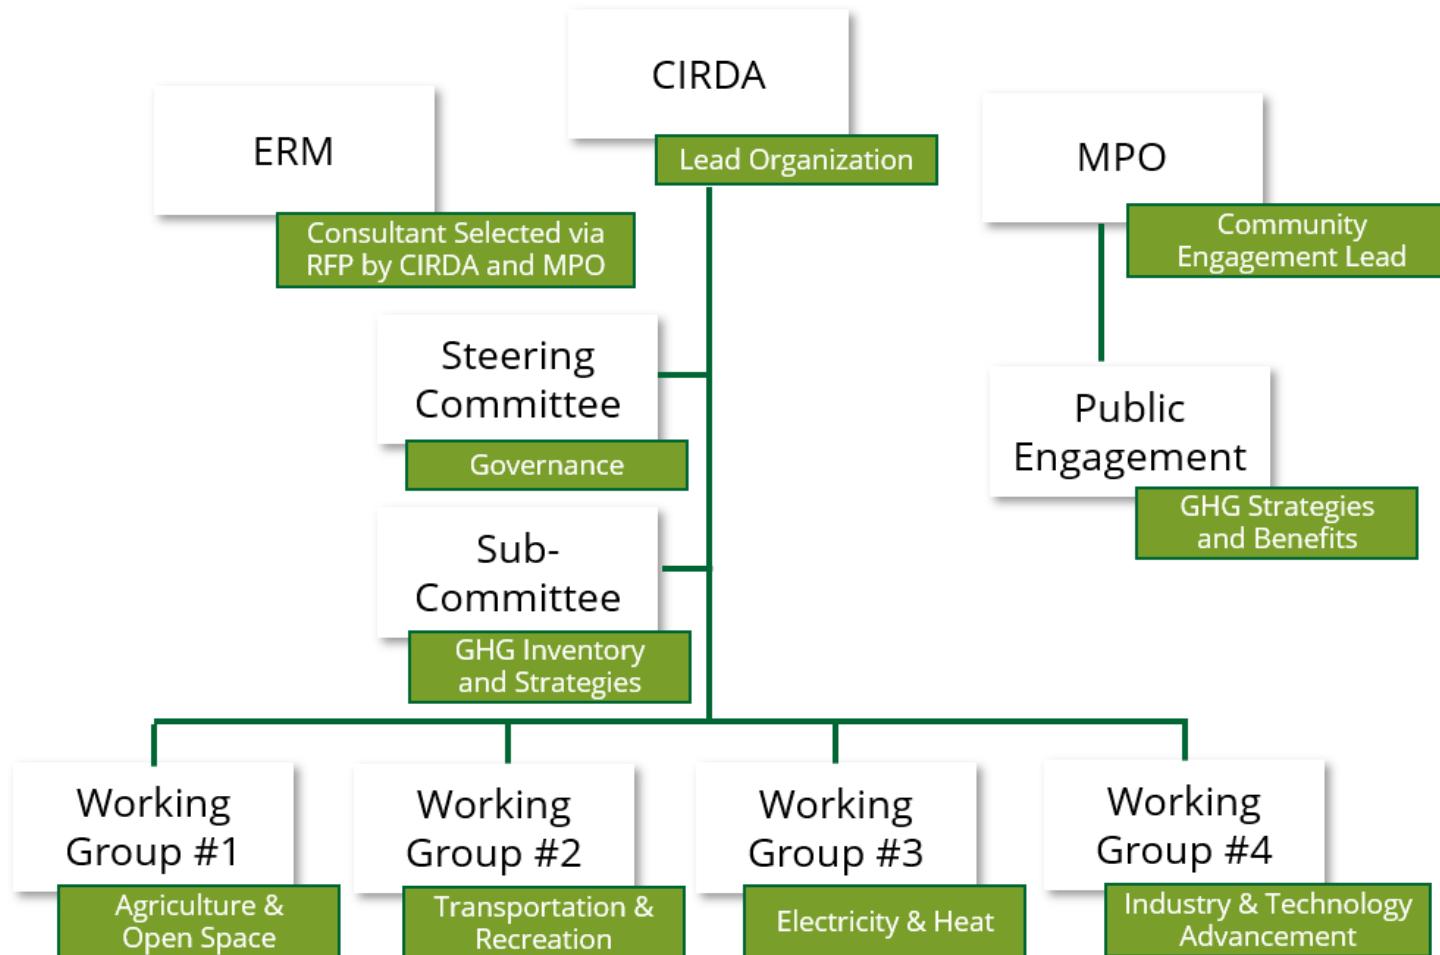 CIRDA
Lead Organization
ERM
Consultant Selected via
RFP by CIRDA and MPO
MPO
Community
Engagement Lead
Steering
Committee
Governance
Public
Engagement
GHG Strategies
and Benefits
Sub-
Committee
GHG Inventory
and Strategies
Working
Group #1
Agriculture &
Open Space
Working
Group #2
Transportation &
Recreation
Working
Group #3
Electricity & Heat
Working
Group #4
Industry & Technology
Advancement